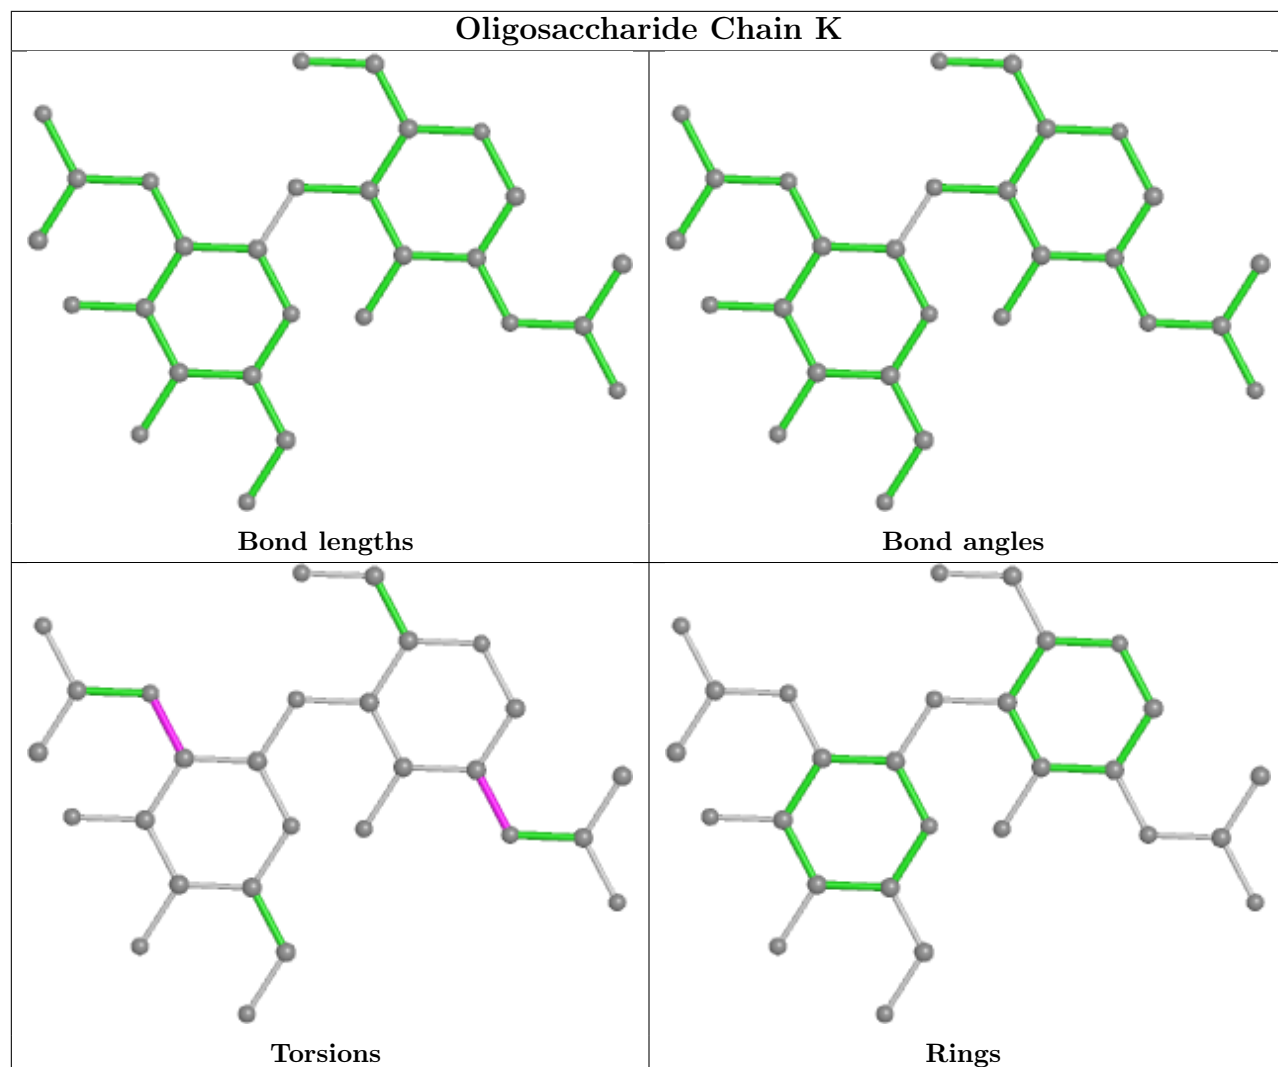 Oligosaccharide Chain K
Bond lengths
Bond angles
Torsions
Rings